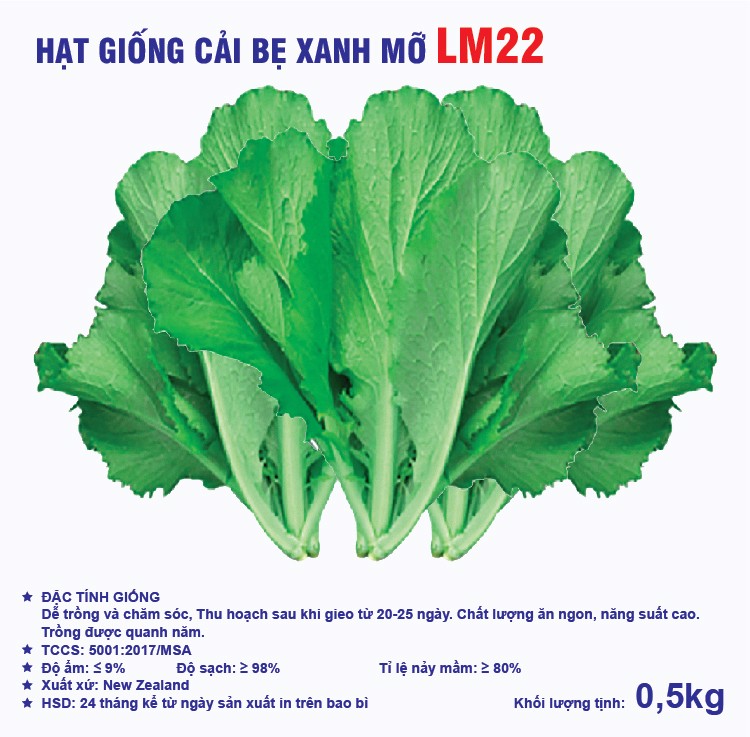 HẠT GIỐNG CẢI BẸ XANH MỠ LM22
★ ĐẶC TÍNH GIỐNG
Dễ trồng và chăm sóc, Thu hoạch sau khi gieo từ 20-25 ngày. Chất lượng ăn ngon, năng suất cao.
Trồng được quanh năm.
★ TCCS: 5001:2017/MSA
★ Độ ẩm: ≤ 9% Độ sạch: ≥ 98% Tỉ lệ nảy mầm: ≥ 80%
★ Xuất xứ: New Zealand
★ HSD: 24 tháng kể từ ngày sản xuất in trên bao bì Khối lượng tịnh: 0,5kg